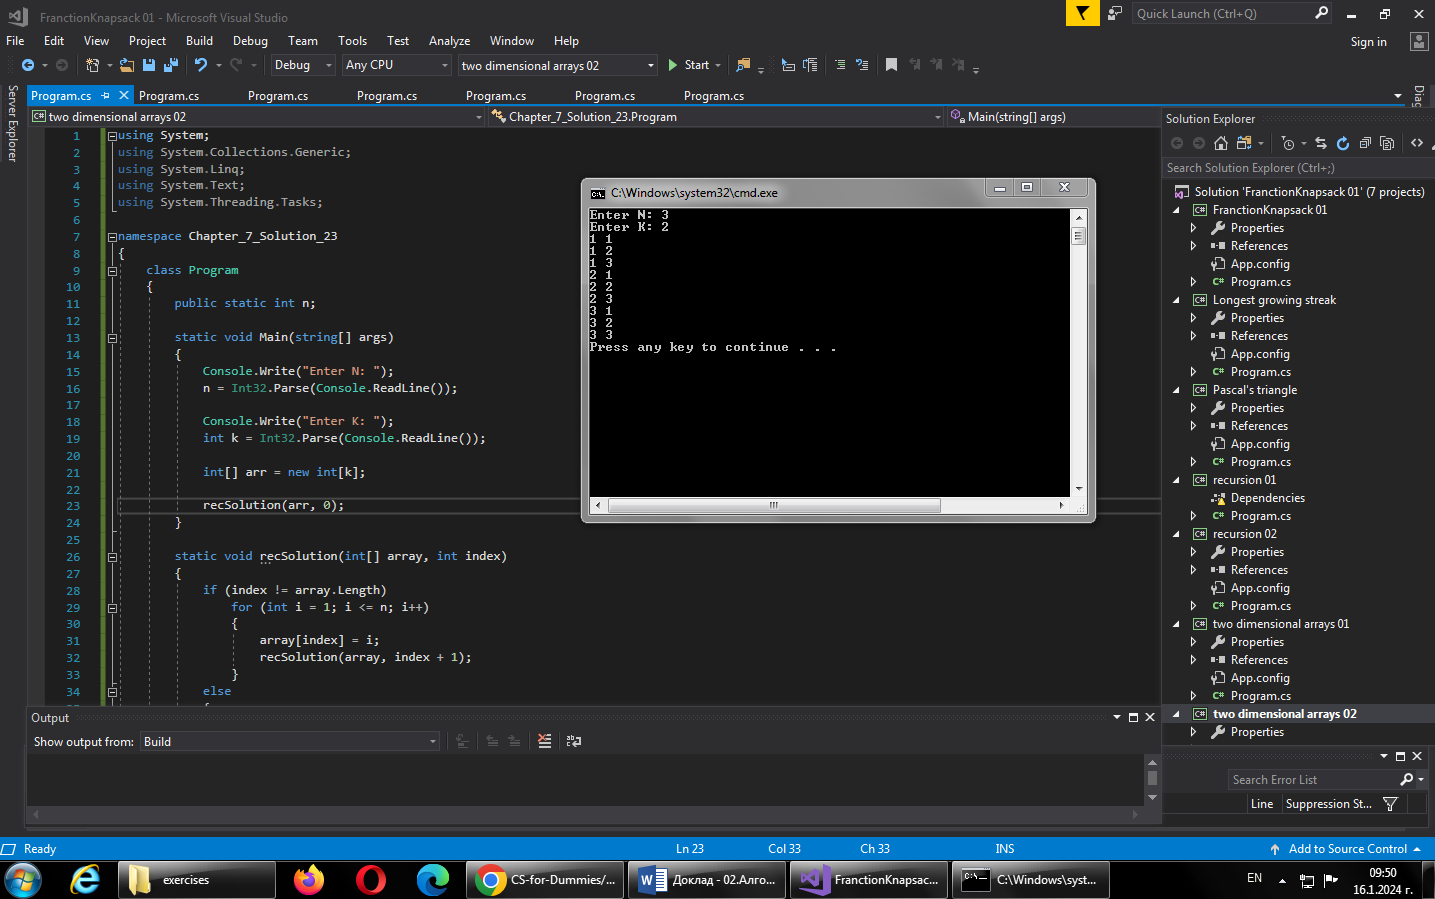 FranctionKnapsack 01 - Microsoft Visual Studio
Quick Launch (Ctrl+Q)
File Edit View Project Build Debug Team Tools Test Analyze Window Help
Sign in
Debug Any CPU two dimensional arrays 02 Start
Server Explorer
Program.cs Program.cs Program.cs Program.cs Program.cs Program.cs Program.cs
Diag
two dimensional arrays 02 Chapter_7_Solution_23.Program Main(string[] args)
1 using System;
2 using System.Collections.Generic;
3 using System.Linq;
4 using System.Text;
5 using System.Threading.Tasks;
6
7 namespace Chapter_7_Solution_23
8 {
9 class Program
10 {
11 public static int n;
12
13 static void Main(string[] args)
14 {
15 Console.Write("Enter N: ");
16 n = Int32.Parse(Console.ReadLine());
17
18 Console.Write("Enter K: ");
19 int k = Int32.Parse(Console.ReadLine());
20
21 int[] arr = new int[k];
22
23 recSolution(arr, 0);
24 }
25
26 static void recSolution(int[] array, int index)
27 {
28 if (index != array.Length)
29 for (int i = 1; i <= n; i++)
30 {
31 array[index] = i;
32 recSolution(array, index + 1);
33 }
34 else
C:\Windows\system32\cmd.exe
Enter N: 3
Enter K: 2
1 1
1 2
1 3
2 1
2 2
2 3
3 1
3 2
3 3
Press any key to continue . . .
Solution Explorer
Search Solution Explorer (Ctrl+;)
Solution 'FranctionKnapsack 01' (7 projects)
C# FranctionKnapsack 01
Properties
References
App.config
C# Program.cs
C# Longest growing streak
Properties
References
App.config
C# Program.cs
C# Pascal's triangle
Properties
References
App.config
C# Program.cs
C# recursion 01
Dependencies
C# Program.cs
C# recursion 02
Properties
References
App.config
C# Program.cs
C# two dimensional arrays 01
Properties
References
App.config
C# Program.cs
C# two dimensional arrays 02
Properties
Output
Show output from: Build
Search Error List
Line Suppression St...
Ready Ln 23 Col 33 Ch 33 INS Add to Source Control
exercises CS-for-Dummies/... Доклад - 02.Алго... FranctionKnapsac... C:\Windows\syst... EN
09:50
16.1.2024 г.